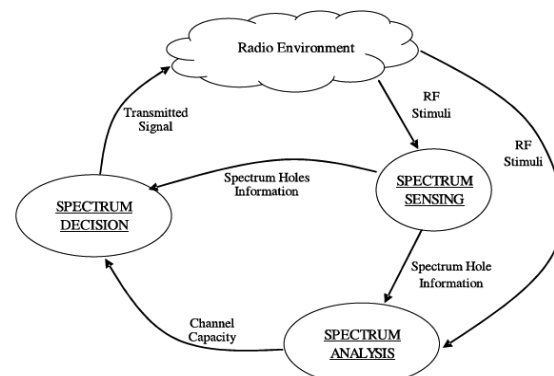 Radio Environment
RF
Stimuli
RF
Stimuli
Transmitted
Signal
Spectrum Holes
Information
SPECTRUM
SENSING
SPECTRUM
DECISION
Spectrum Hole
Information
Channel
Capacity
SPECTRUM
ANALYSIS